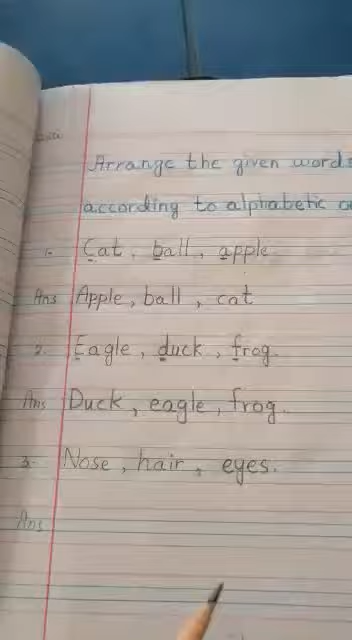 Arrange the given words
according to alphabetic
1. Cat, ball, apple.
Ans Apple, ball, cat
2. Eagle, duck, frog.
Ans Duck, eagle, frog.
3. Nose, hair, eyes.
Ans